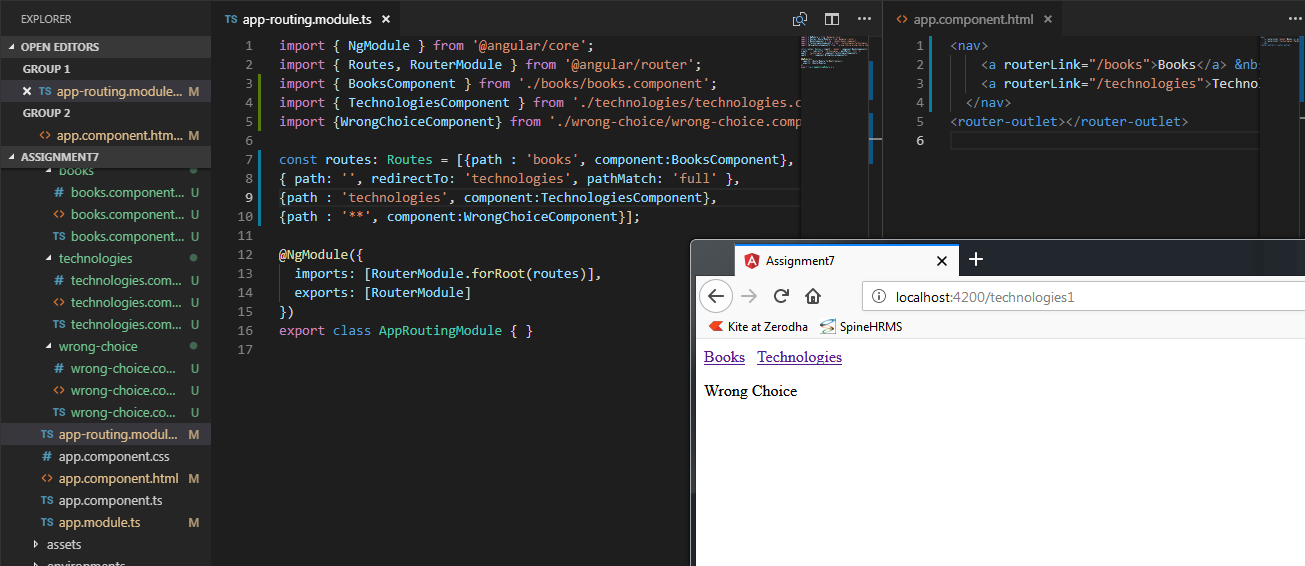 EXPLORER
OPEN EDITORS
GROUP 1
TS app-routing.module... M
GROUP 2
<> app.component.htm... M
ASSIGNMENT7
books
# books.component... U
<> books.component... U
TS books.component... U
technologies
# technologies.com... U
<> technologies.com... U
TS technologies.com... U
wrong-choice
# wrong-choice.co... U
<> wrong-choice.co... U
TS wrong-choice.co... U
TS app-routing.modul... M
# app.component.css
<> app.component.html M
TS app.component.ts
TS app.module.ts M
assets
environments
TS app-routing.module.ts ×
1 import { NgModule } from '@angular/core';
2 import { Routes, RouterModule } from '@angular/router';
3 import { BooksComponent } from './books/books.component';
4 import { TechnologiesComponent } from './technologies/technologies.c
5 import {WrongChoiceComponent} from './wrong-choice/wrong-choice.comp
6
7 const routes: Routes = [{path : 'books', component:BooksComponent},
8 { path: '', redirectTo: 'technologies', pathMatch: 'full' },
9 {path : 'technologies', component:TechnologiesComponent},
10 {path : '**', component:WrongChoiceComponent}];
11
12 @NgModule({
13 imports: [RouterModule.forRoot(routes)],
14 exports: [RouterModule]
15 })
16 export class AppRoutingModule { }
17
<> app.component.html ×
1 <nav>
2 <a routerLink="/books">Books</a> &nb
3 <a routerLink="/technologies">Techno
4 </nav>
5 <router-outlet></router-outlet>
6
Assignment7
localhost:4200/technologies1
Kite at Zerodha SpineHRMS
Books Technologies
Wrong Choice